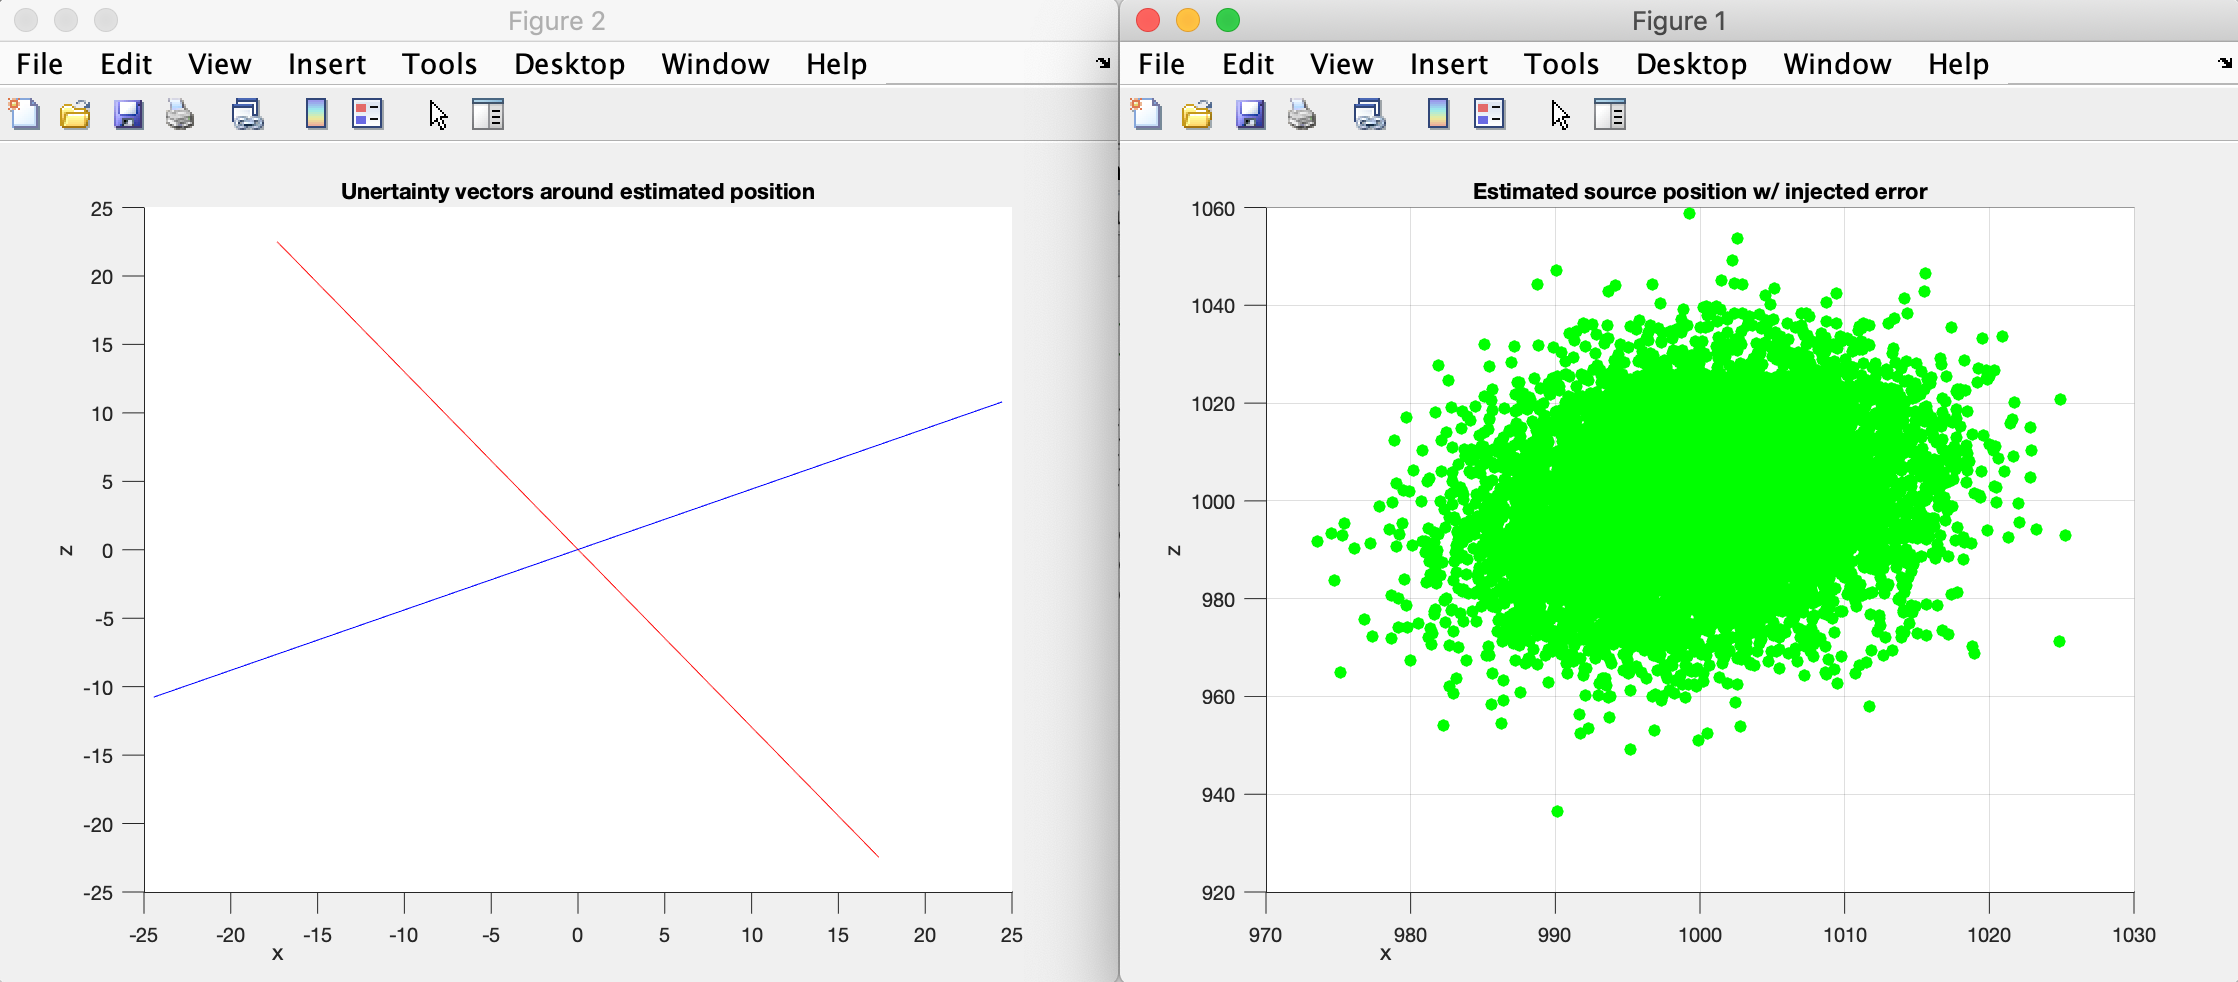 Figure 2
File Edit View Insert Tools Desktop Window Help
Unertainty vectors around estimated position
25
20
15
10
5
0
-5
-10
-15
-20
-25
z
-25 -20 -15 -10 -5 0 5 10 15 20 25
x
Figure 1
File Edit View Insert Tools Desktop Window Help
Estimated source position w/ injected error
1060
1040
1020
1000
980
960
940
920
z
970 980 990 1000 1010 1020 1030
x